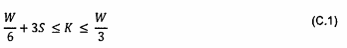 W/6 + 3S ≤ K ≤ W/3 (C.1)